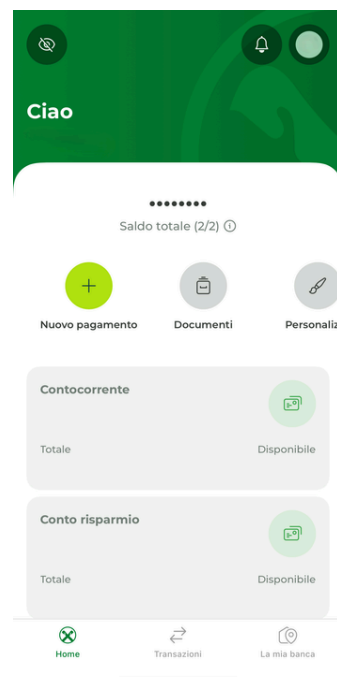 Ciao
••••••••
Saldo totale (2/2)
Nuovo pagamento
Documenti
Personaliz
Contocorrente
Totale
Disponibile
Conto risparmio
Totale
Disponibile
Home
Transazioni
La mia banca